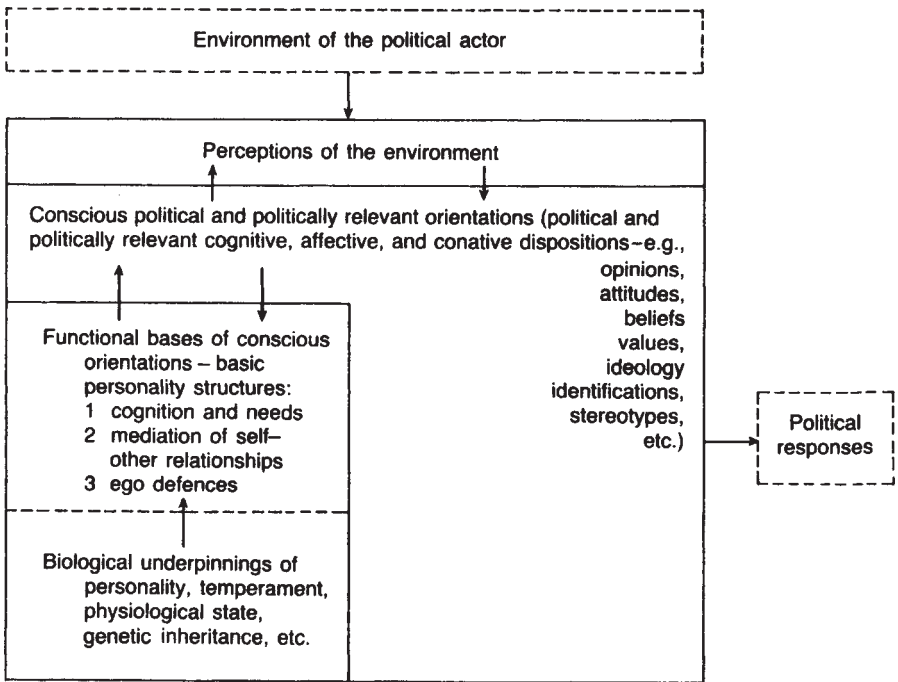 Environment of the political actor
Perceptions of the environment
Conscious political and politically relevant orientations (political and
politically relevant cognitive, affective, and conative dispositions–e.g.,
opinions,
attitudes,
beliefs
values,
ideology
identifications,
stereotypes,
etc.)
Functional bases of conscious
orientations – basic
personality structures:
1 cognition and needs
2 mediation of self–
other relationships
3 ego defences
Biological underpinnings of
personality, temperament,
physiological state,
genetic inheritance, etc.
Political
responses